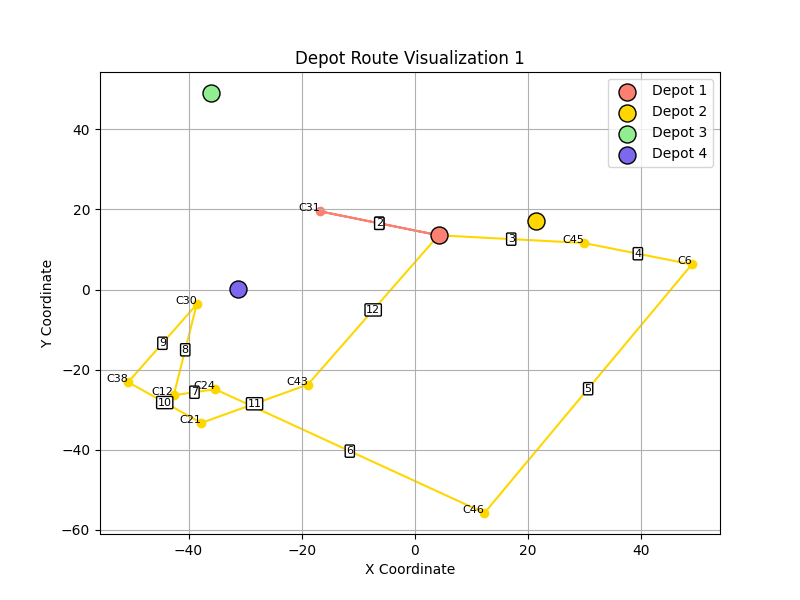 Depot Route Visualization 1
Depot 1
Depot 2
Depot 3
Depot 4
Y Coordinate
40
20
0
−20
−40
−60
C31
2
3
C45
4
C6
C30
12
9
8
C38
C12
7
C24
C43
10
11
5
C21
6
C46
−40
−20
0
20
40
X Coordinate